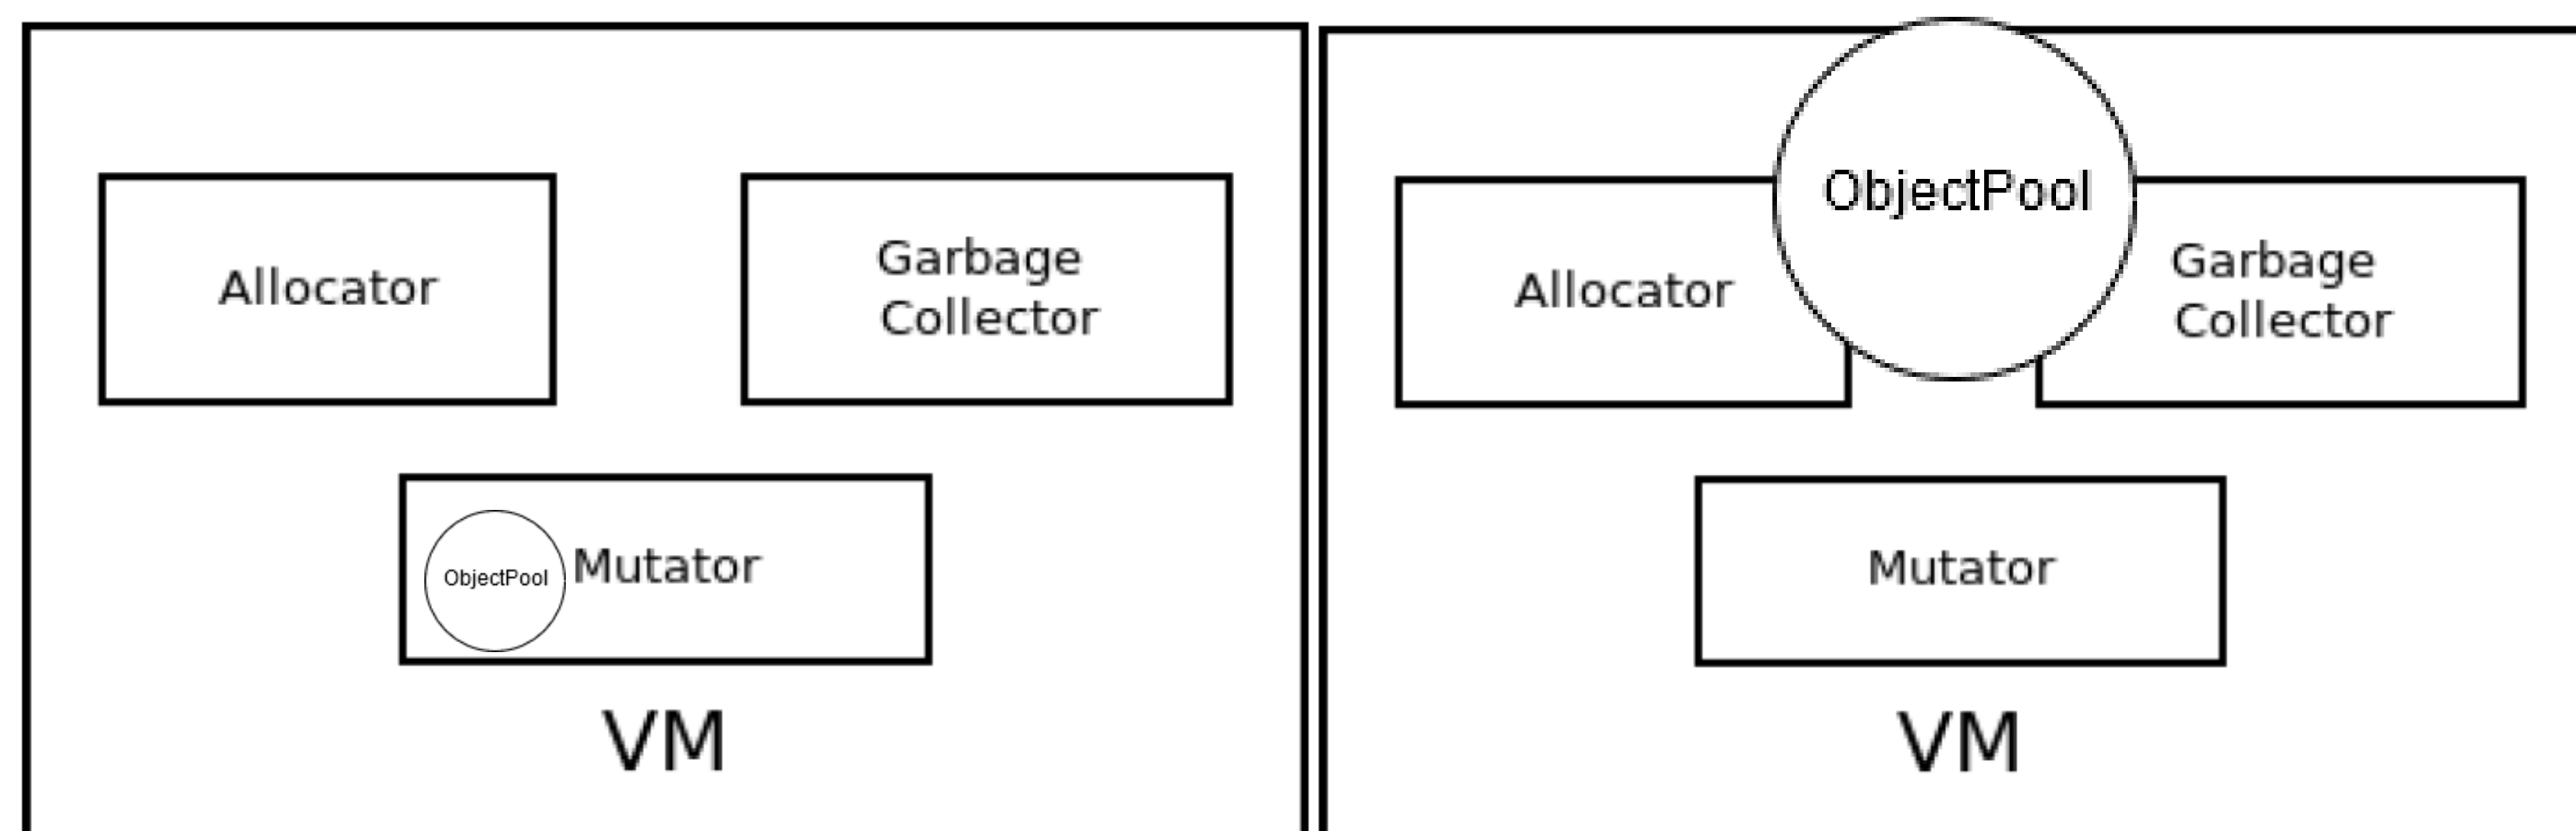 Allocator
Garbage
Collector
ObjectPool
Mutator
VM
ObjectPool
Allocator
Garbage
Collector
Mutator
VM